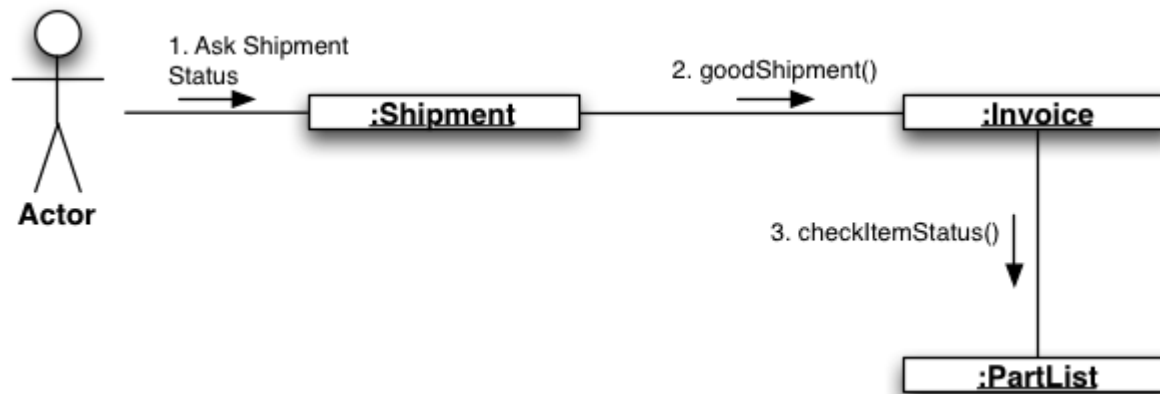 1. Ask Shipment
Status
2. goodShipment()
:Shipment
:Invoice
Actor
3. checkItemStatus()
:PartList